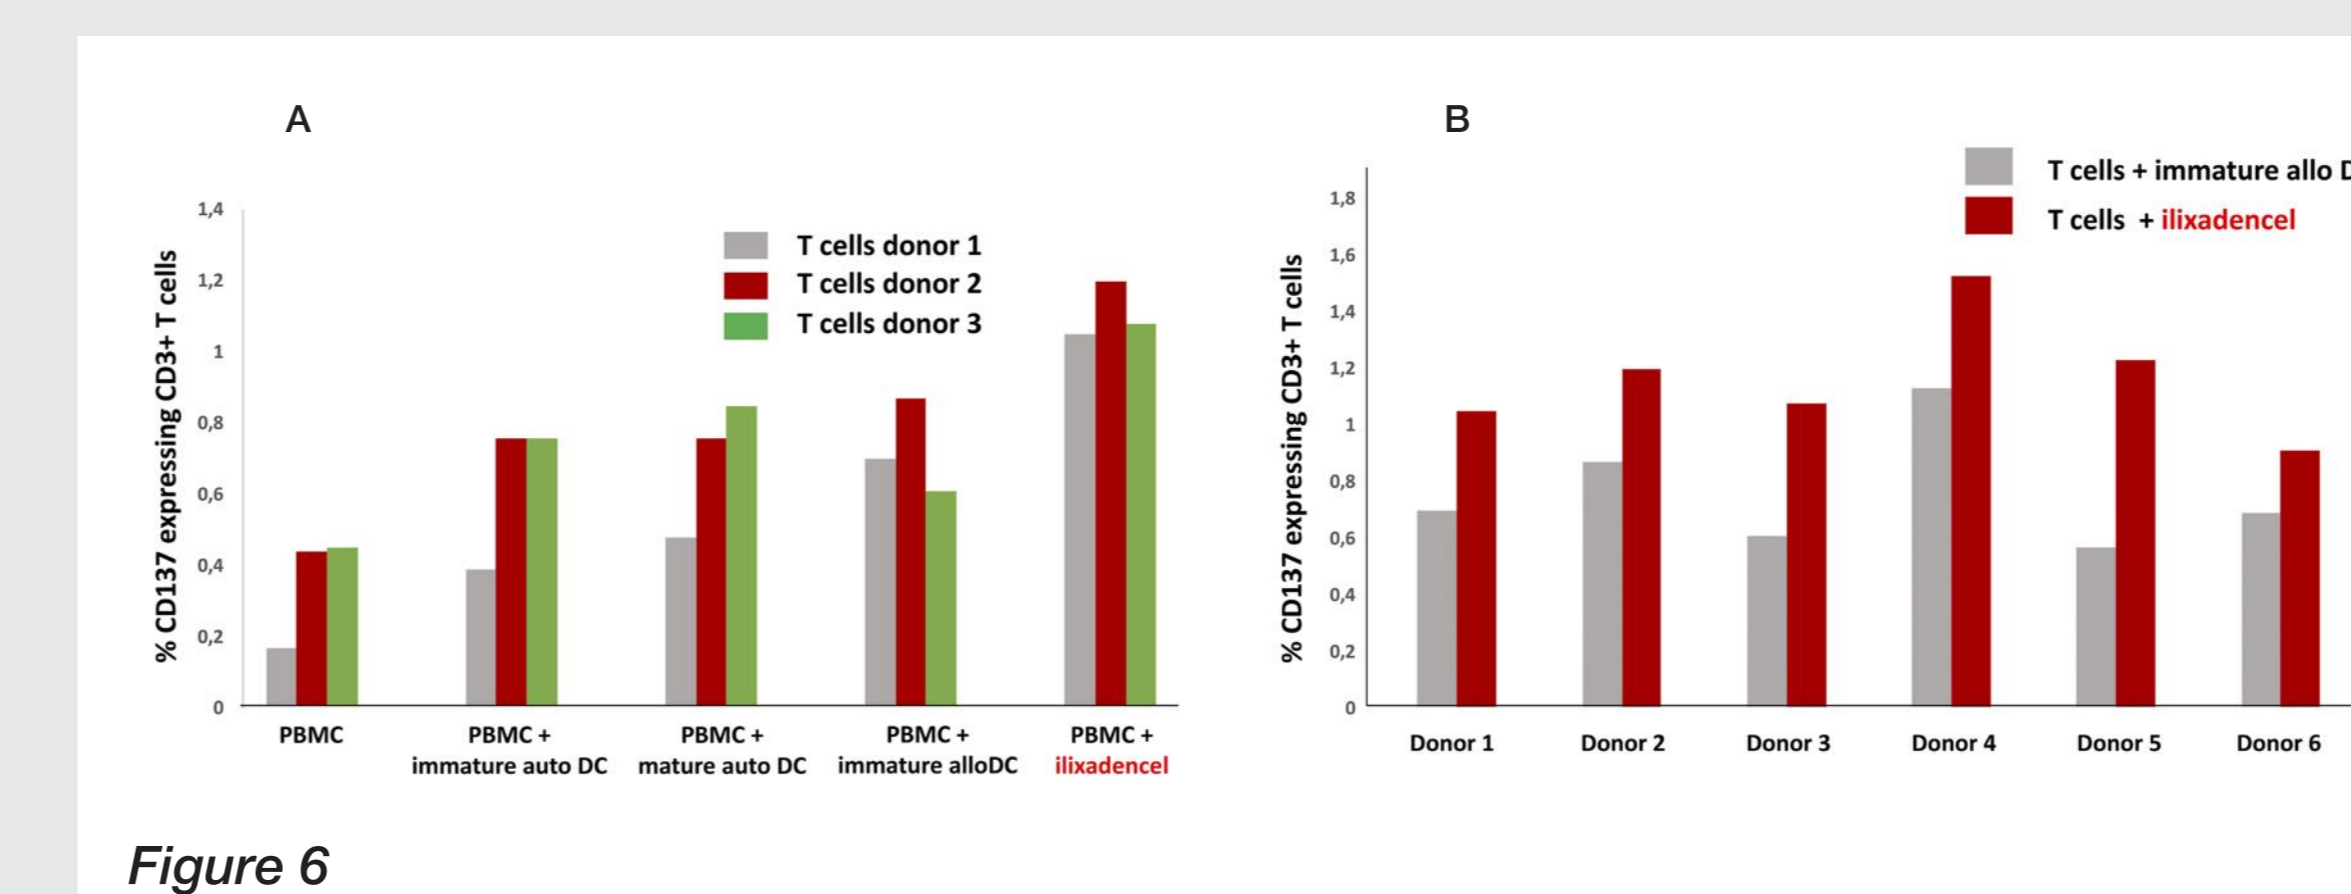 A
1,4
1,2
1
0,8
0,6
0,4
0,2
0
% CD137 expressing CD3+ T cells
T cells donor 1
T cells donor 2
T cells donor 3
PBMC
PBMC +
immature auto DC
PBMC +
mature auto DC
PBMC +
immature alloDC
PBMC +
ilixadencel
B
1,8
1,6
1,4
1,2
1
0,8
0,6
0,4
0,2
0
% CD137 expressing CD3+ T cells
T cells + immature allo
T cells + ilixadencel
Donor 1
Donor 2
Donor 3
Donor 4
Donor 5
Donor 6
Figure 6